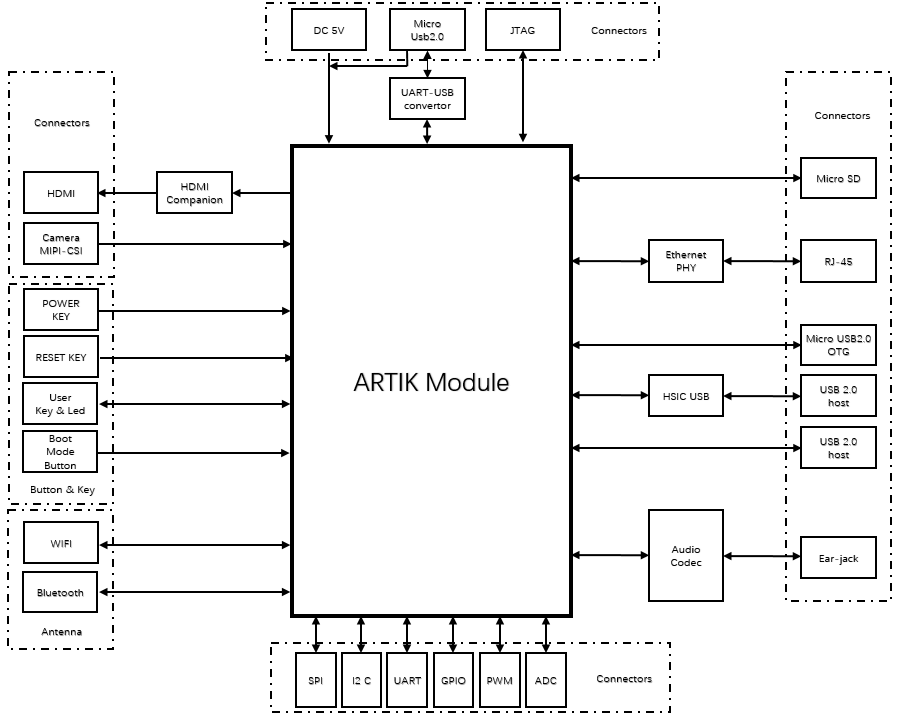 DC 5V
Micro
Usb2.0
JTAG
Connectors
UART-USB
convertor
Connectors
HDMI
HDMI
Companion
Camera
MIPI-CSI
POWER
KEY
RESET KEY
User
Key & Led
Boot
Mode
Button
Button & Key
WIFI
Bluetooth
Antenna
ARTIK Module
Connectors
Micro SD
Ethernet
PHY
RJ-45
Micro USB2.0
OTG
HSIC USB
USB 2.0
host
USB 2.0
host
Audio
Codec
Ear-jack
SPI
I2 C
UART
GPIO
PWM
ADC
Connectors